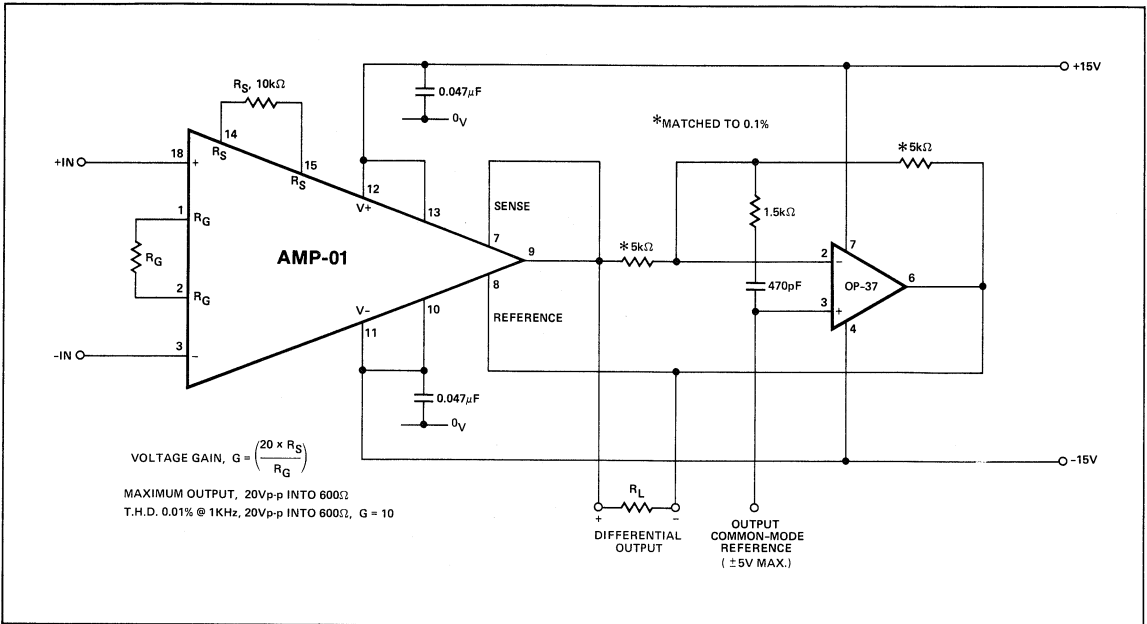 +15V
R_S, 10kΩ
0.047μF
0V
*MATCHED TO 0.1%
14
R_S
15
R_S
+IN
18
+
12
V+
13
*5kΩ
1
R_G
SENSE
7
1.5kΩ
R_G
AMP-01
9
*5kΩ
2
−
7
OP-37
6
2
R_G
8
REFERENCE
470pF
3
+
4
V−
11
10
-IN
3
−
0.047μF
0V
VOLTAGE GAIN, G = (20 x R_S / R_G)
-15V
MAXIMUM OUTPUT, 20Vp-p INTO 600Ω
T.H.D. 0.01% @ 1KHz, 20Vp-p INTO 600Ω, G = 10
R_L
+
−
DIFFERENTIAL
OUTPUT
OUTPUT
COMMON-MODE
REFERENCE
(±5V MAX.)